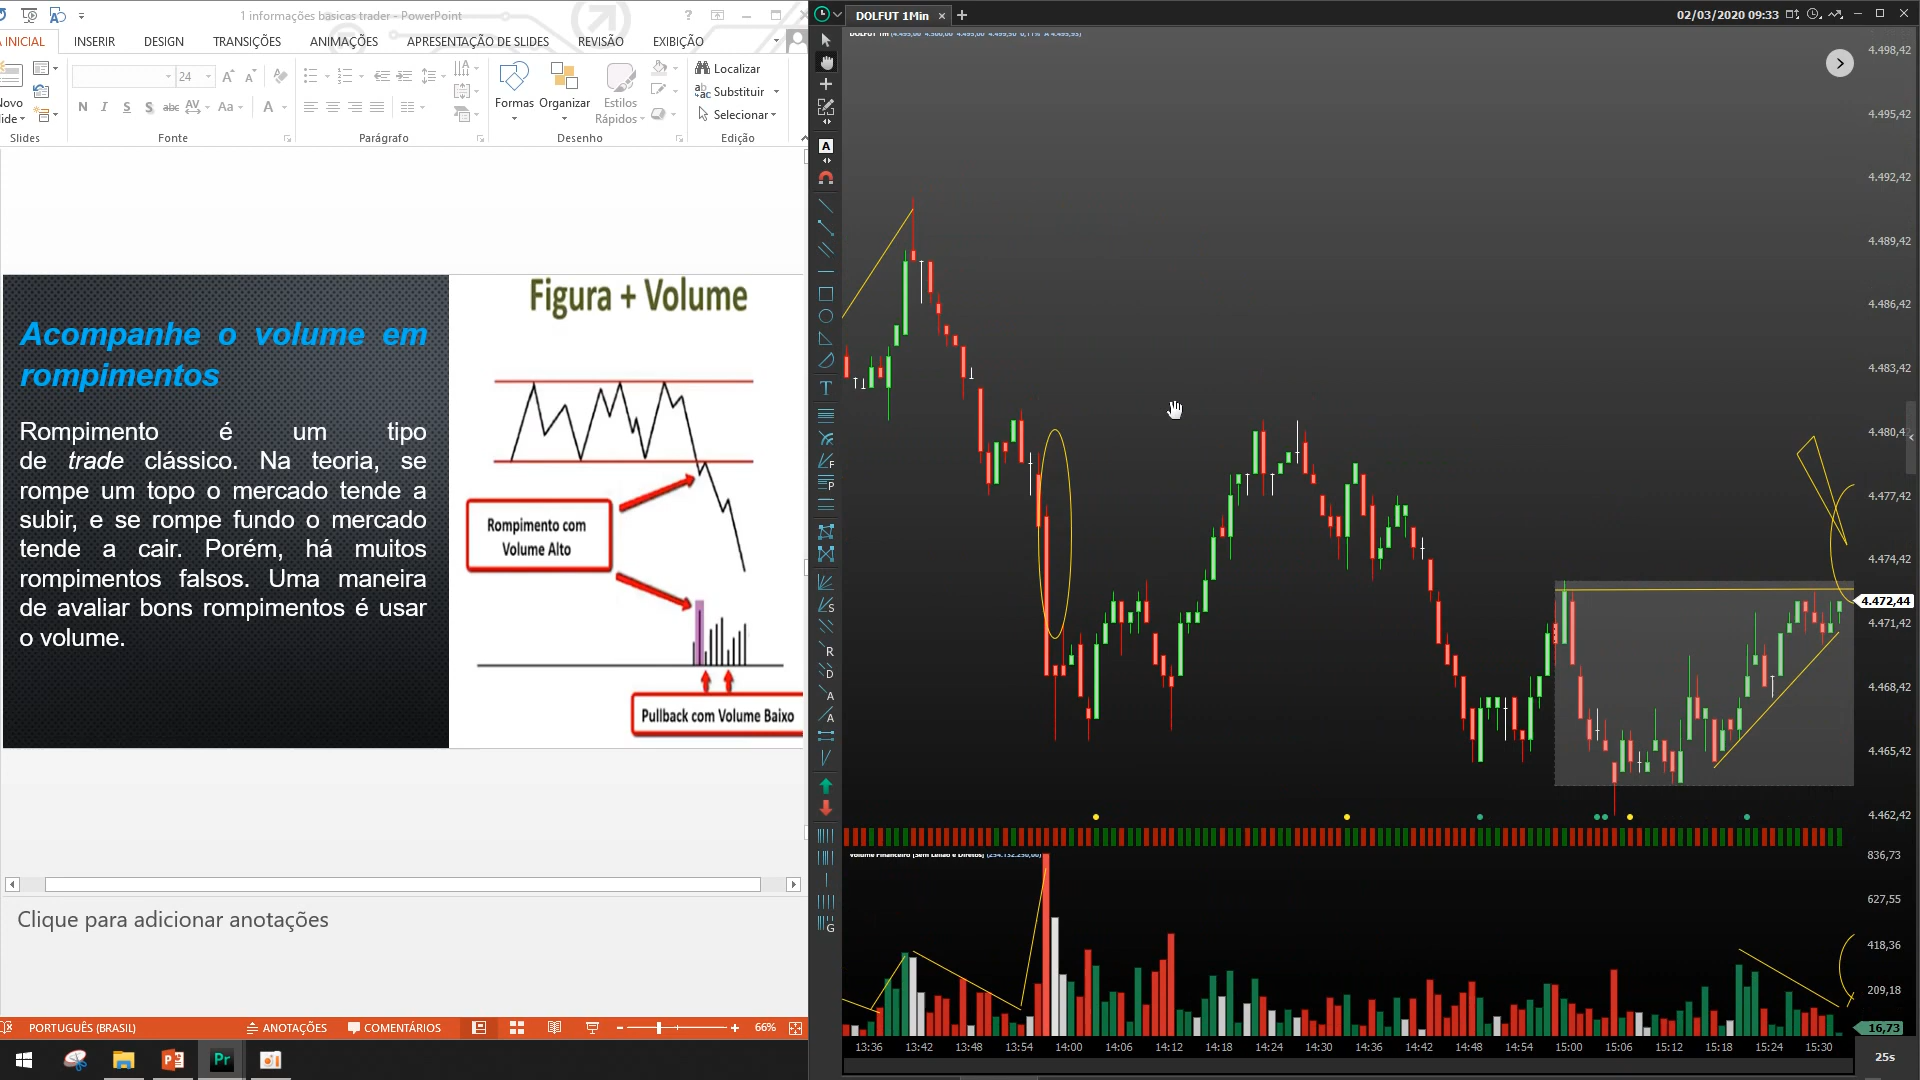 1 informações básicas trader - PowerPoint
INICIAL INSERIR DESIGN TRANSIÇÕES ANIMAÇÕES APRESENTAÇÃO DE SLIDES REVISÃO EXIBIÇÃO
24
Formas Organizar Estilos Rápidos
Localizar
Substituir
Selecionar
Slides Fonte Parágrafo Desenho Edição
Acompanhe o volume em
rompimentos
Rompimento é um tipo
de trade clássico. Na teoria, se
rompe um topo o mercado tende a
subir, e se rompe fundo o mercado
tende a cair. Porém, há muitos
rompimentos falsos. Uma maneira
de avaliar bons rompimentos é usar
o volume.
Figura + Volume
Rompimento com
Volume Alto
Pullback com Volume Baixo
Clique para adicionar anotações
PORTUGUÊS (BRASIL) ANOTAÇÕES COMENTÁRIOS 66%
DOLFUT 1Min
02/03/2020 09:33
4.498,42
4.495,42
4.492,42
4.489,42
4.486,42
4.483,42
4.480,4
4.477,42
4.474,42
4.472,44
4.471,42
4.468,42
4.465,42
4.462,42
836,73
627,55
418,36
209,18
16,73
13:36 13:42 13:48 13:54 14:00 14:06 14:12 14:18 14:24 14:30 14:36 14:42 14:48 14:54 15:00 15:06 15:12 15:18 15:24 15:30
25s